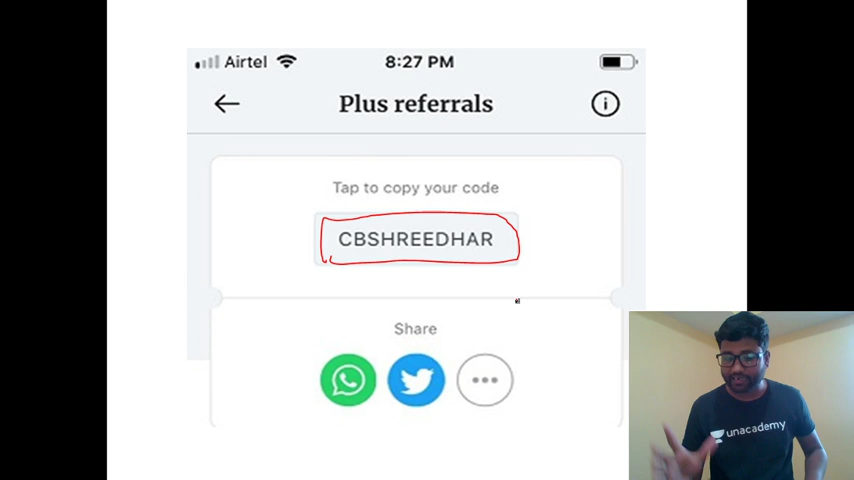 Airtel 8:27 PM
Plus referrals
Tap to copy your code
CBSHREEDHAR
Share
unacademy